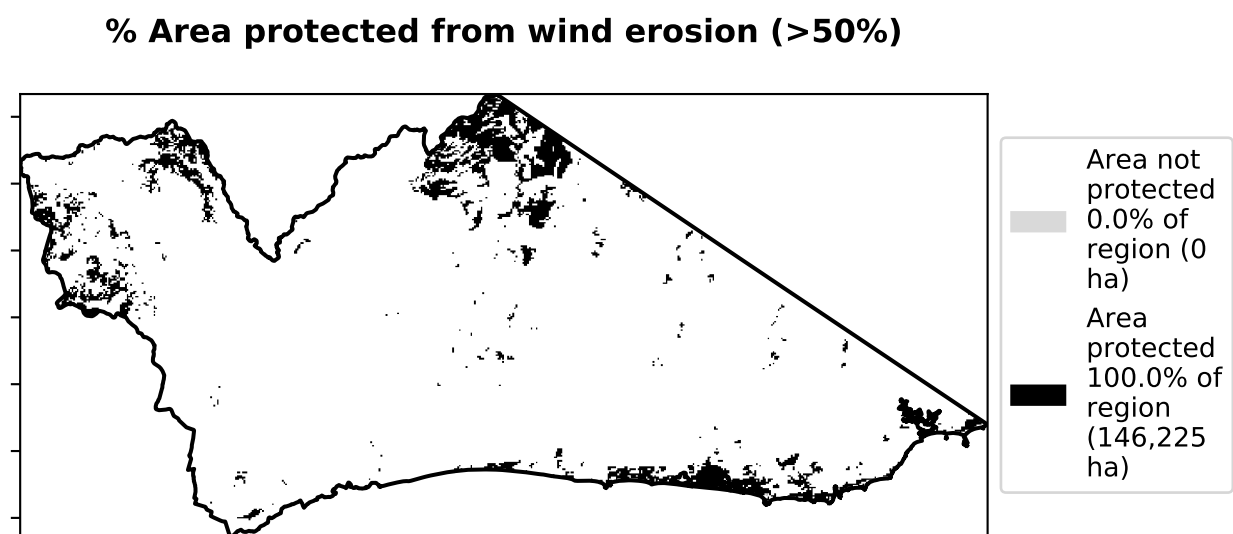 % Area protected from wind erosion (>50%)
Area not
protected
0.0% of
region (0
ha)
Area
protected
100.0% of
region
(146,225
ha)